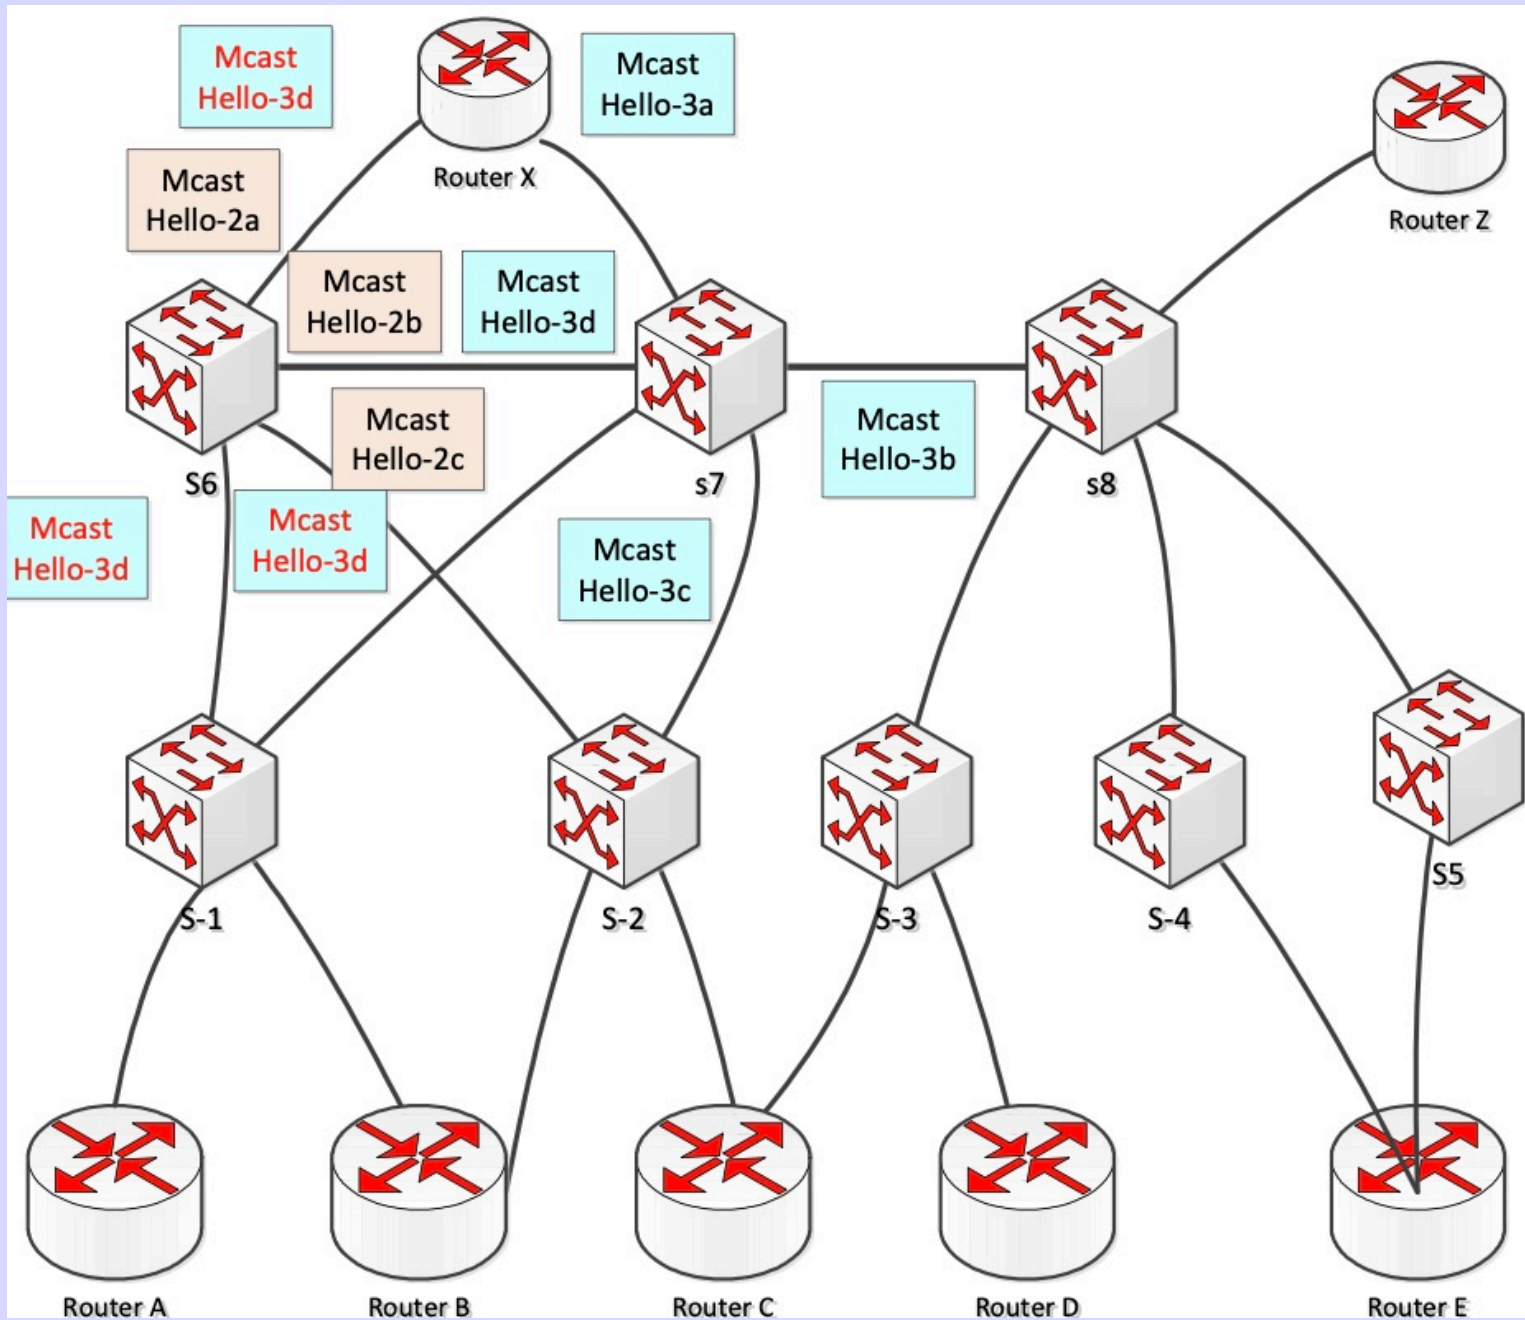 Mcast
Hello-3d
Mcast
Hello-3a
Router X
Mcast
Hello-2a
Router Z
Mcast
Hello-2b
Mcast
Hello-3d
Mcast
Hello-2c
Mcast
Hello-3b
S6
s7
s8
Mcast
Hello-3d
Mcast
Hello-3d
Mcast
Hello-3c
S-1
S-2
S-3
S-4
S5
Router A
Router B
Router C
Router D
Router E